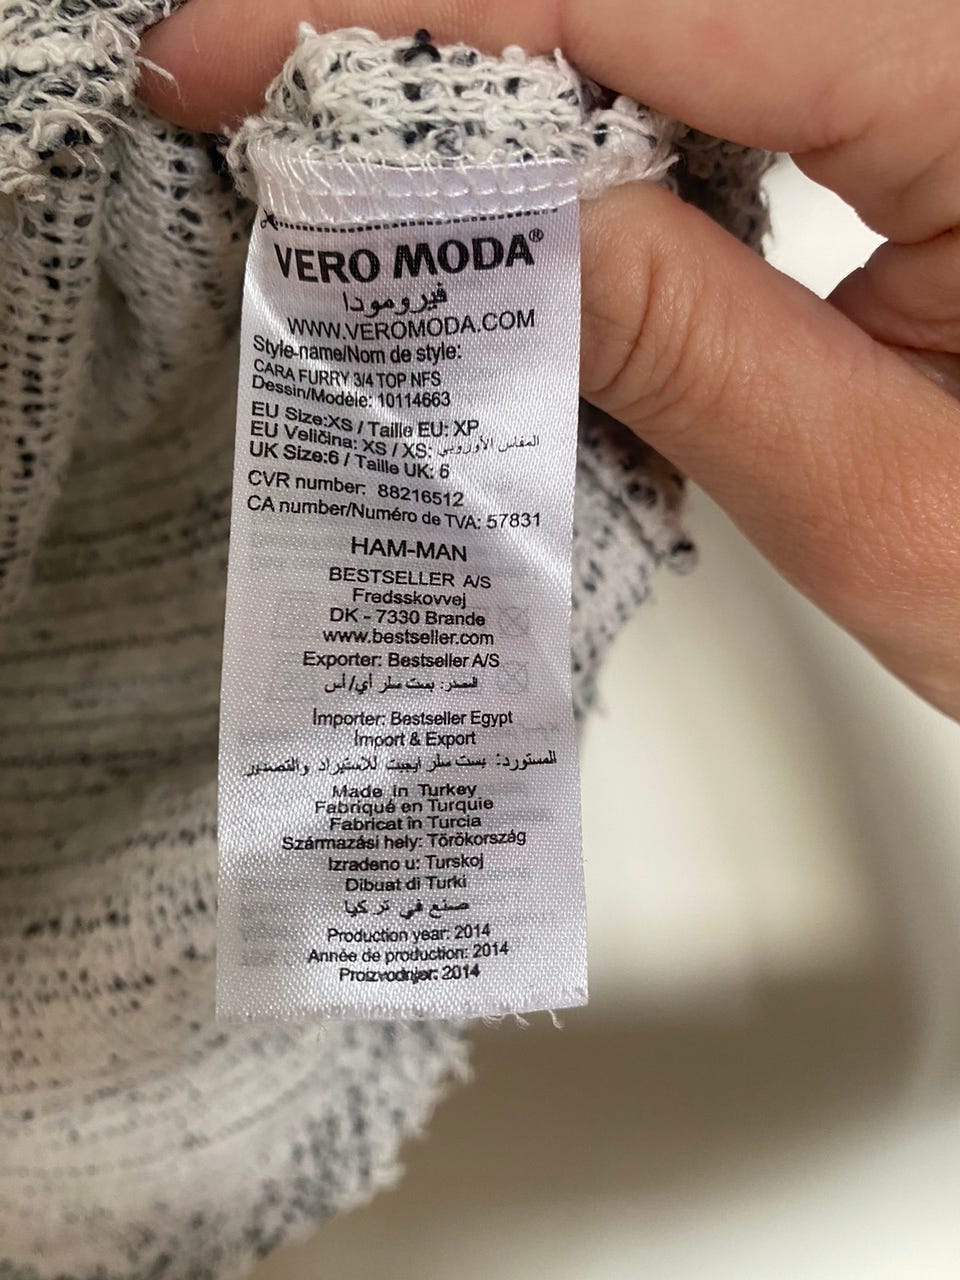 VERO MODA®
فيرومودا
WWW.VEROMODA.COM
Style-name/Nom de style:
CARA FURRY 3/4 TOP NFS
Dessin/Modèle: 10114663
EU Size:XS / Taille EU: XP
EU Veličina: XS / XS: المقاس الأوروبي
UK Size:6 / Taille UK: 6
CVR number: 88216512
CA number/Numéro de TVA: 57831
HAM-MAN
BESTSELLER A/S
Fredsskovvej
DK - 7330 Brande
www.bestseller.com
Exporter: Bestseller A/S
المصدر: بست سلر أي/أس
Importer: Bestseller Egypt
Import & Export
المستورد: بست سلر ايجبت للاستيراد والتصدير
Made in Turkey
Fabriqué en Turquie
Fabricat în Turcia
Származási hely: Törökország
Izradeno u: Turskoj
Dibuat di Turki
صنع في تركيا
Production year: 2014
Année de production: 2014
Proizvodnjer: 2014